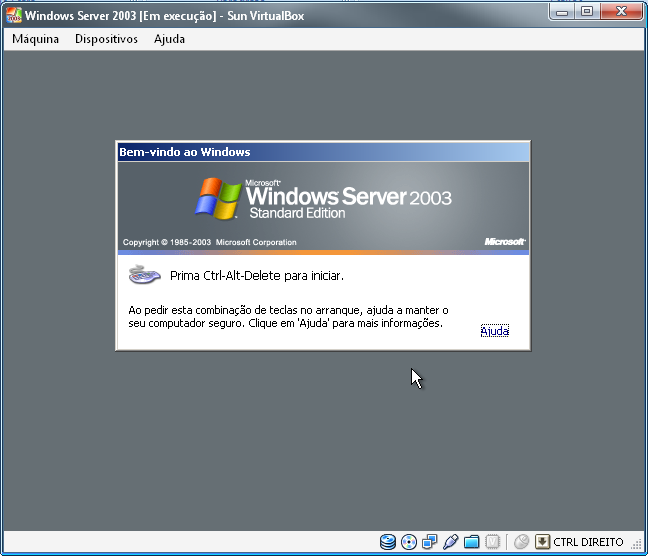 Windows Server 2003 [Em execução] - Sun VirtualBox
Máquina Dispositivos Ajuda
Bem-vindo ao Windows
Microsoft®
Windows Server 2003
Standard Edition
Copyright © 1985-2003 Microsoft Corporation Microsoft®
Prima Ctrl-Alt-Delete para iniciar.
Ao pedir esta combinação de teclas no arranque, ajuda a manter o
seu computador seguro. Clique em 'Ajuda' para mais informações.
Ajuda
CTRL DIREITO